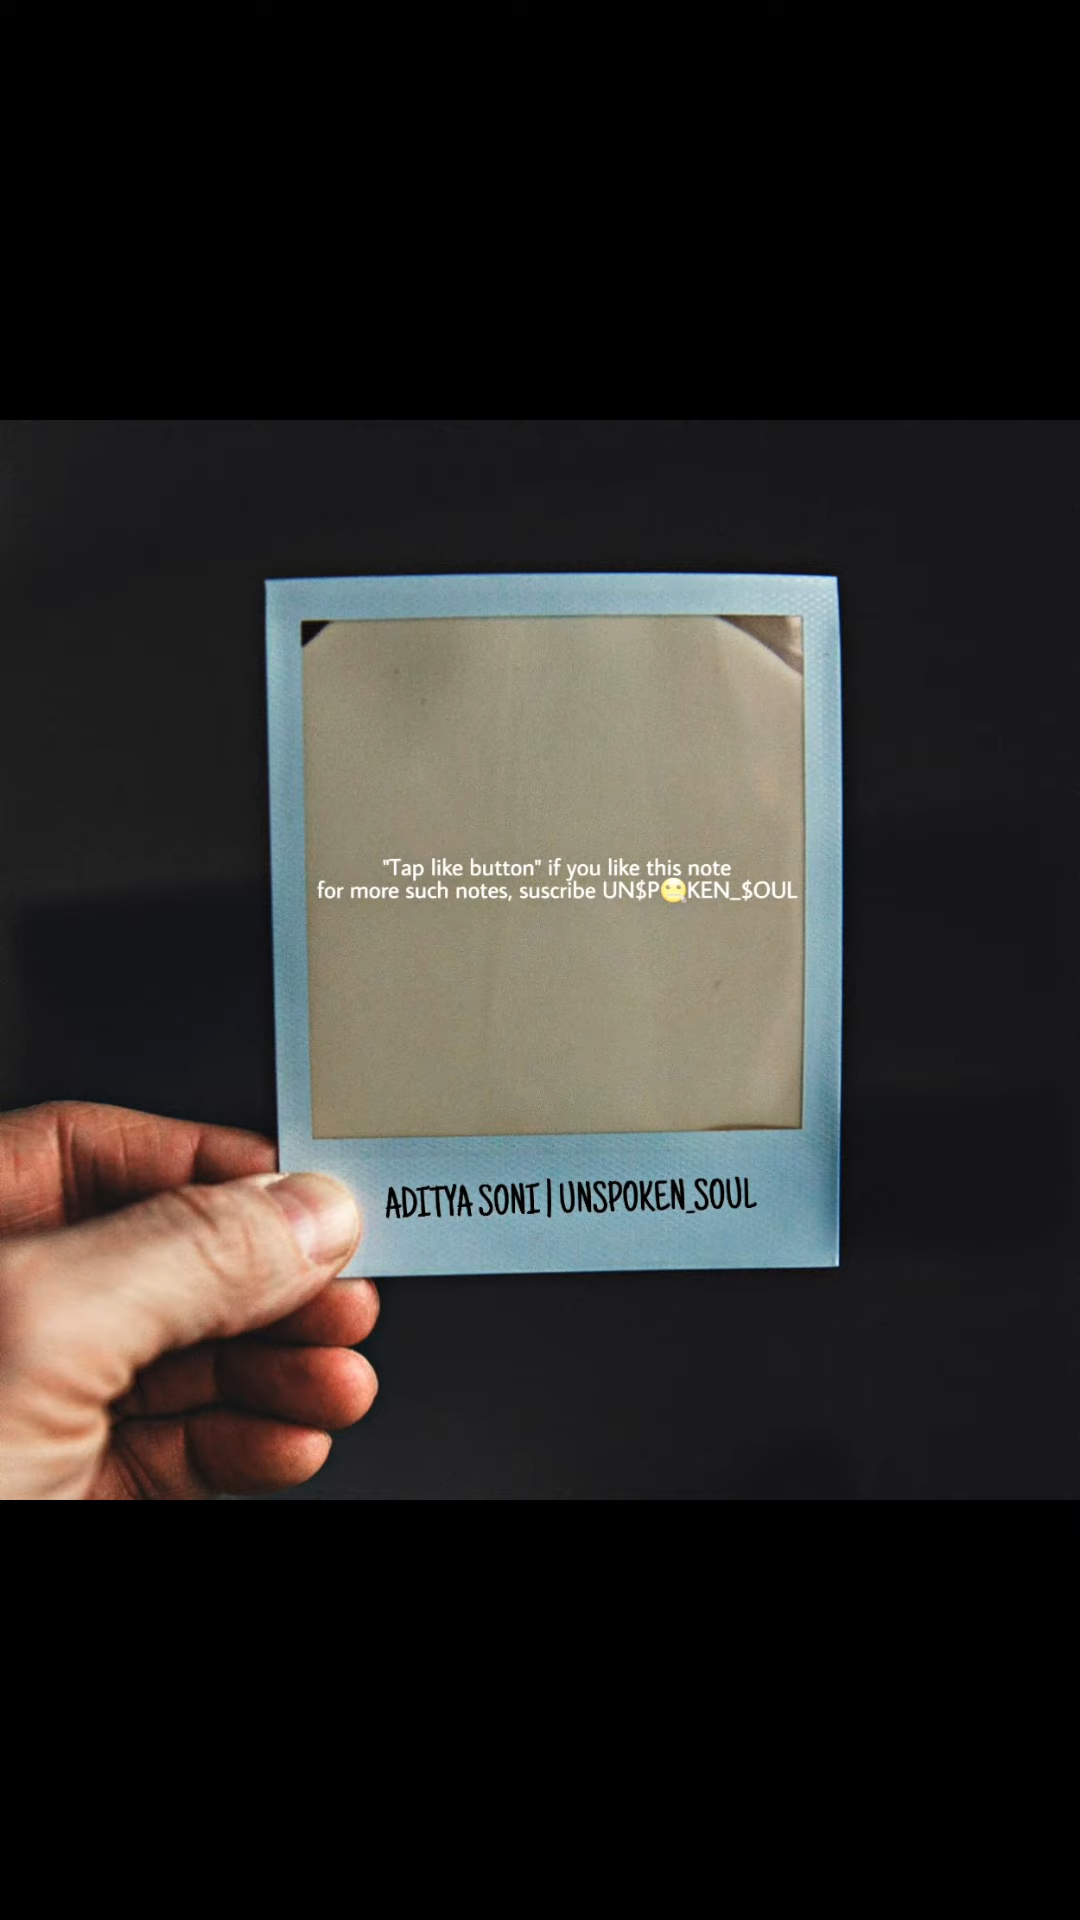 "Tap like button" if you like this note
for more such notes, suscribe UN$P😶KEN_$OUL
ADITYA SONI | UNSPOKEN_SOUL